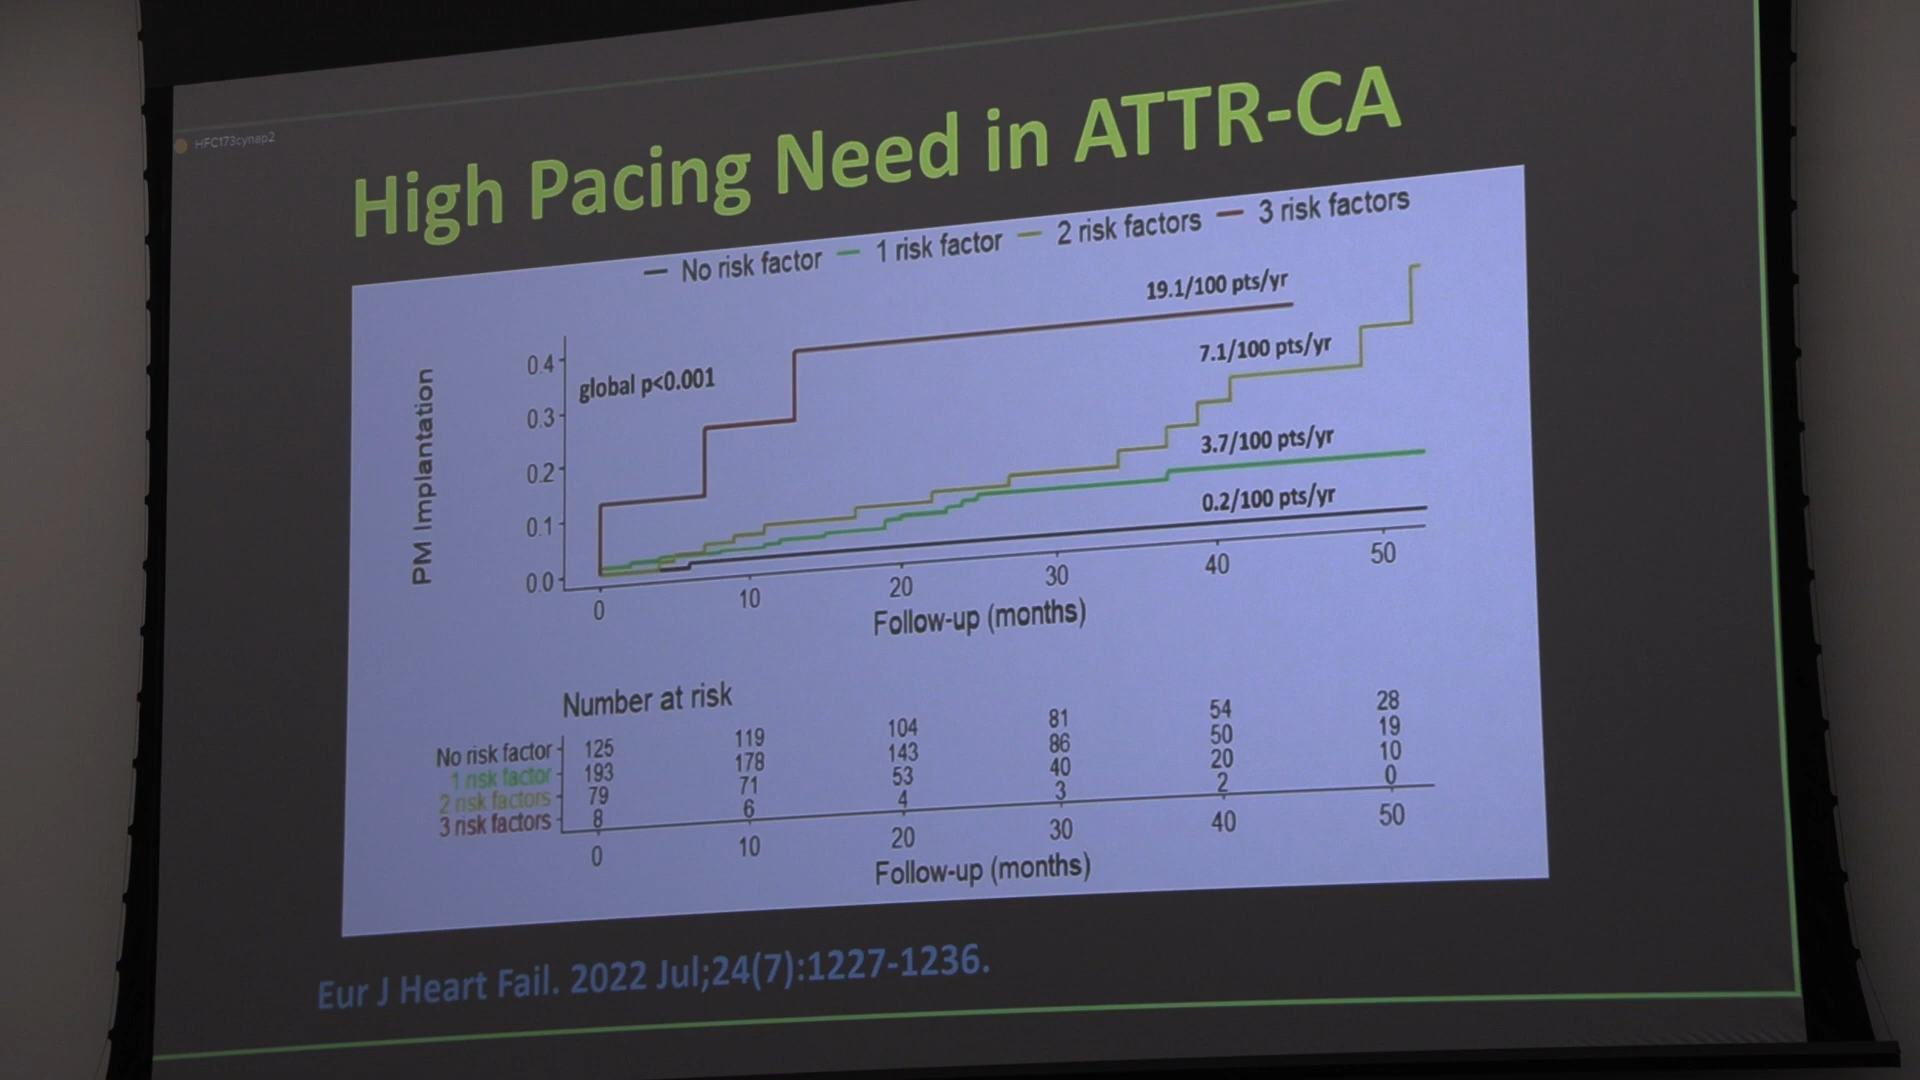 HFC173cynap2
High Pacing Need in ATTR-CA
No risk factor 1 risk factor 2 risk factors 3 risk factors
19.1/100 pts/yr
7.1/100 pts/yr
global p<0.001
3.7/100 pts/yr
0.2/100 pts/yr
PM Implantation
0.4
0.3
0.2
0.1
0.0
0 10 20 30 40 50
Follow-up (months)
Number at risk
No risk factor 125 119 104 81 54 28
1 risk factor 193 178 143 86 50 19
2 risk factors 79 71 53 40 20 10
3 risk factors 8 6 4 3 2 0
0 10 20 30 40 50
Follow-up (months)
Eur J Heart Fail. 2022 Jul;24(7):1227-1236.